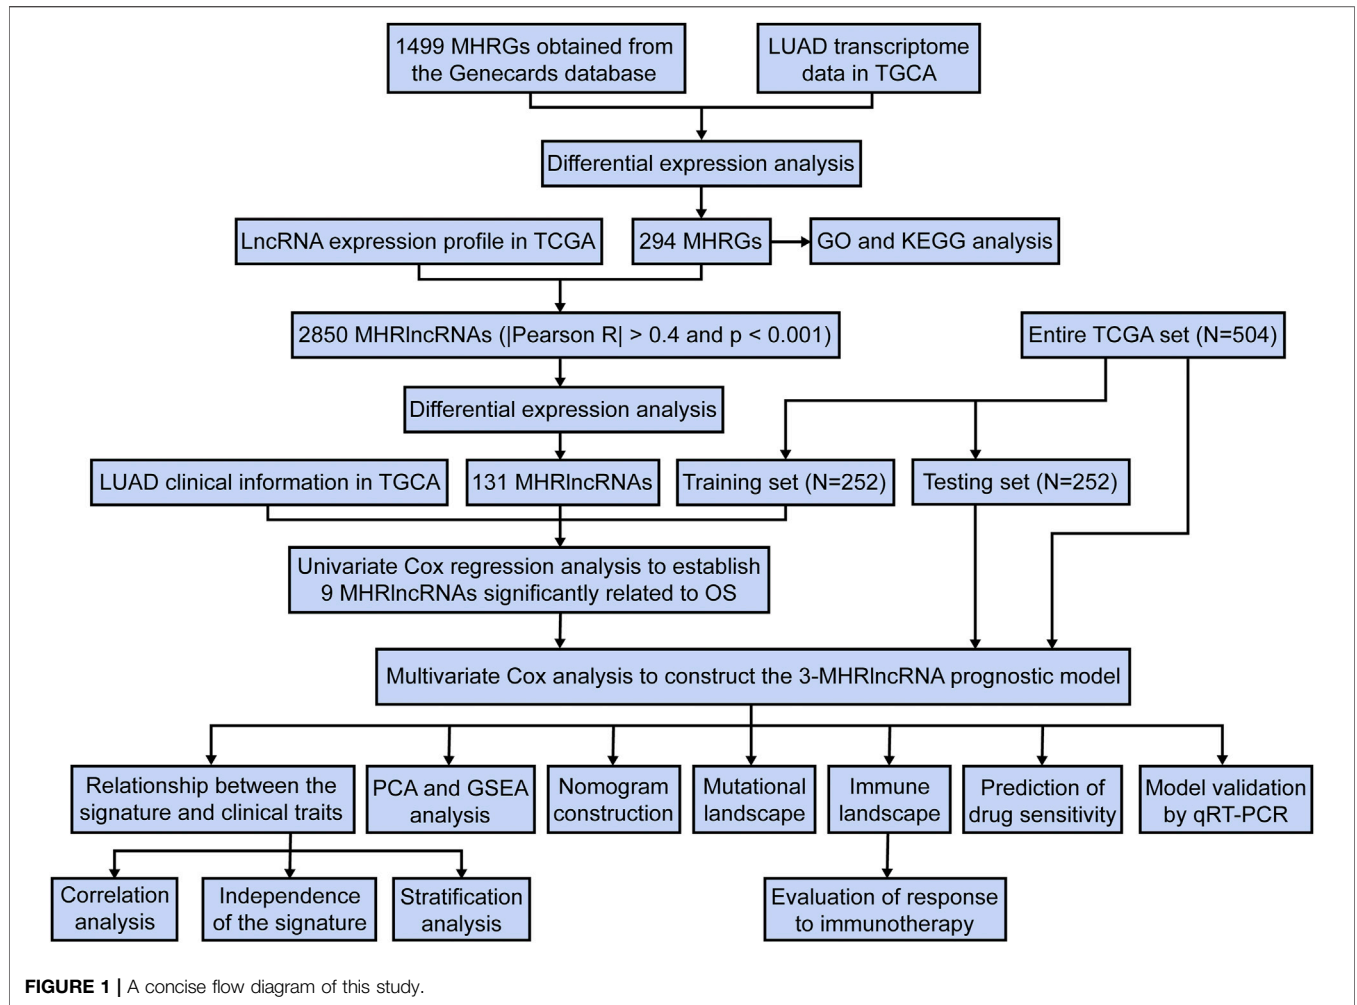 1499 MHRGs obtained from
the Genecards database
LUAD transcriptome
data in TGCA
Differential expression analysis
LncRNA expression profile in TCGA
294 MHRGs
GO and KEGG analysis
2850 MHRlncRNAs (|Pearson R| > 0.4 and p < 0.001)
Entire TCGA set (N=504)
Differential expression analysis
LUAD clinical information in TGCA
131 MHRlncRNAs
Training set (N=252)
Testing set (N=252)
Univariate Cox regression analysis to establish
9 MHRlncRNAs significantly related to OS
Multivariate Cox analysis to construct the 3-MHRlncRNA prognostic model
Relationship between the
signature and clinical traits
PCA and GSEA
analysis
Nomogram
construction
Mutational
landscape
Immune
landscape
Prediction of
drug sensitivity
Model validation
by qRT-PCR
Correlation
analysis
Independence
of the signature
Stratification
analysis
Evaluation of response
to immunotherapy
FIGURE 1 | A concise flow diagram of this study.